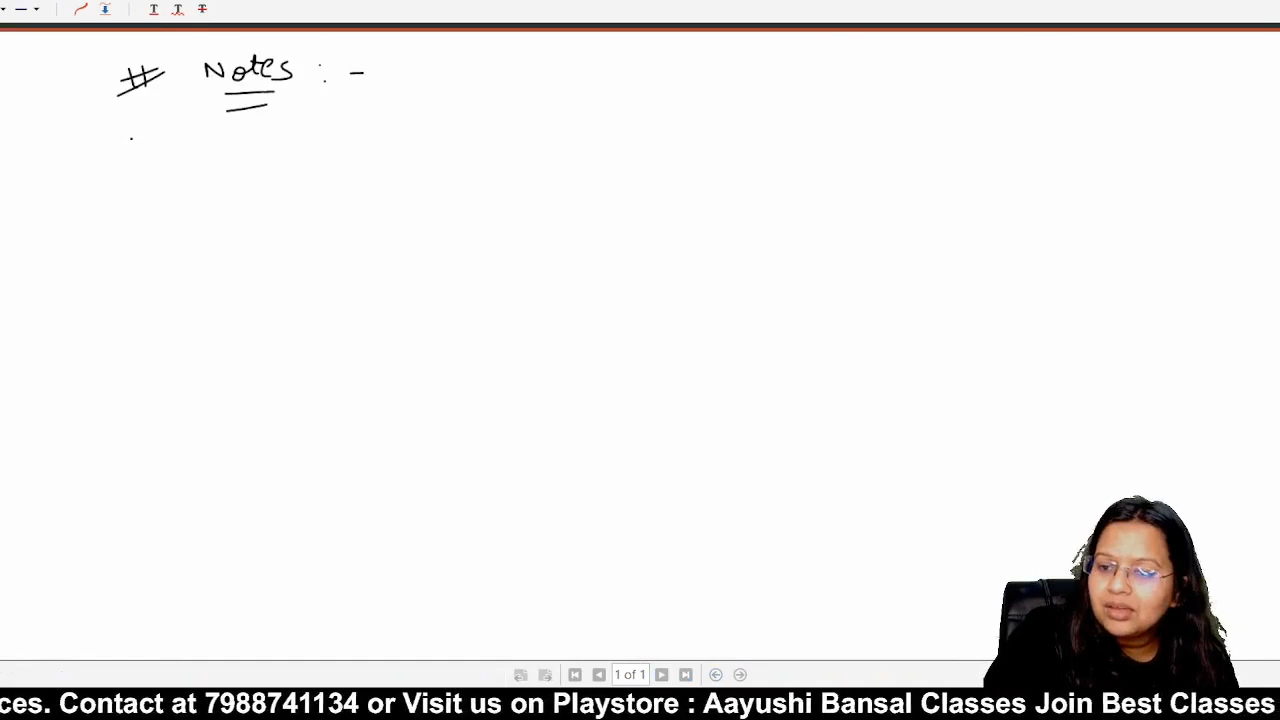 T T T
# Notes : -
1 of 1
ces. Contact at 7988741134 or Visit us on Playstore : Aayushi Bansal Classes Join Best Classes